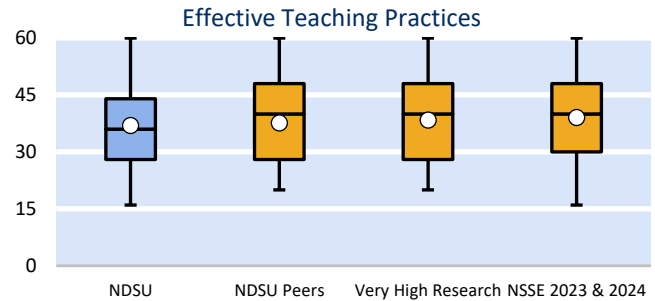 Effective Teaching Practices
60
45
30
15
0
NDSU NDSU Peers Very High Research NSSE 2023 & 2024